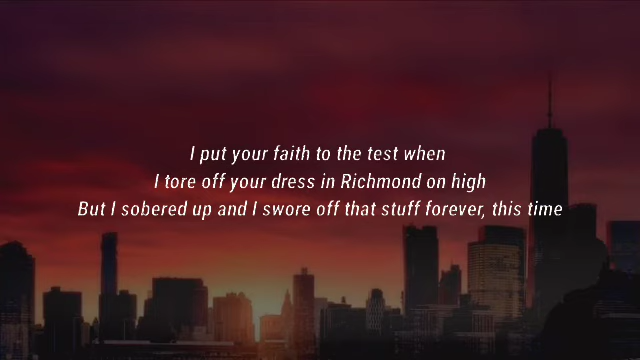 I put your faith to the test when
I tore off your dress in Richmond on high
But I sobered up and I swore off that stuff forever, this time